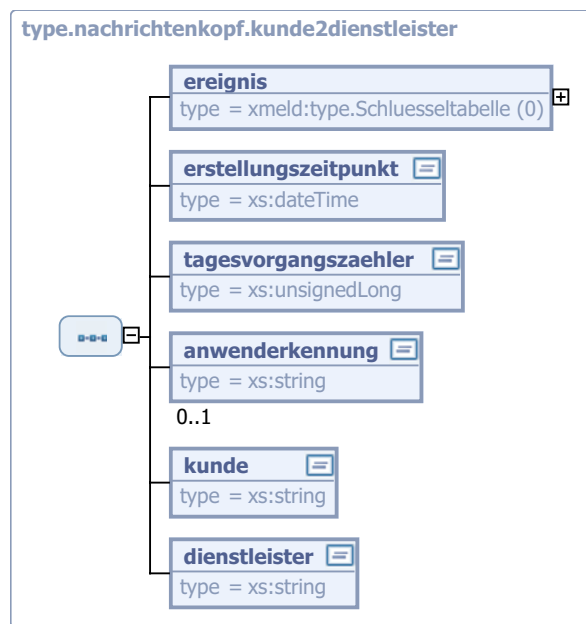 type.nachrichtenkopf.kunde2dienstleister
ereignis
type = xmeld:type.Schluesseltabelle (0)
erstellungszeitpunkt
type = xs:dateTime
tagesvorgangszaehler
type = xs:unsignedLong
anwenderkennung
type = xs:string
0..1
kunde
type = xs:string
dienstleister
type = xs:string